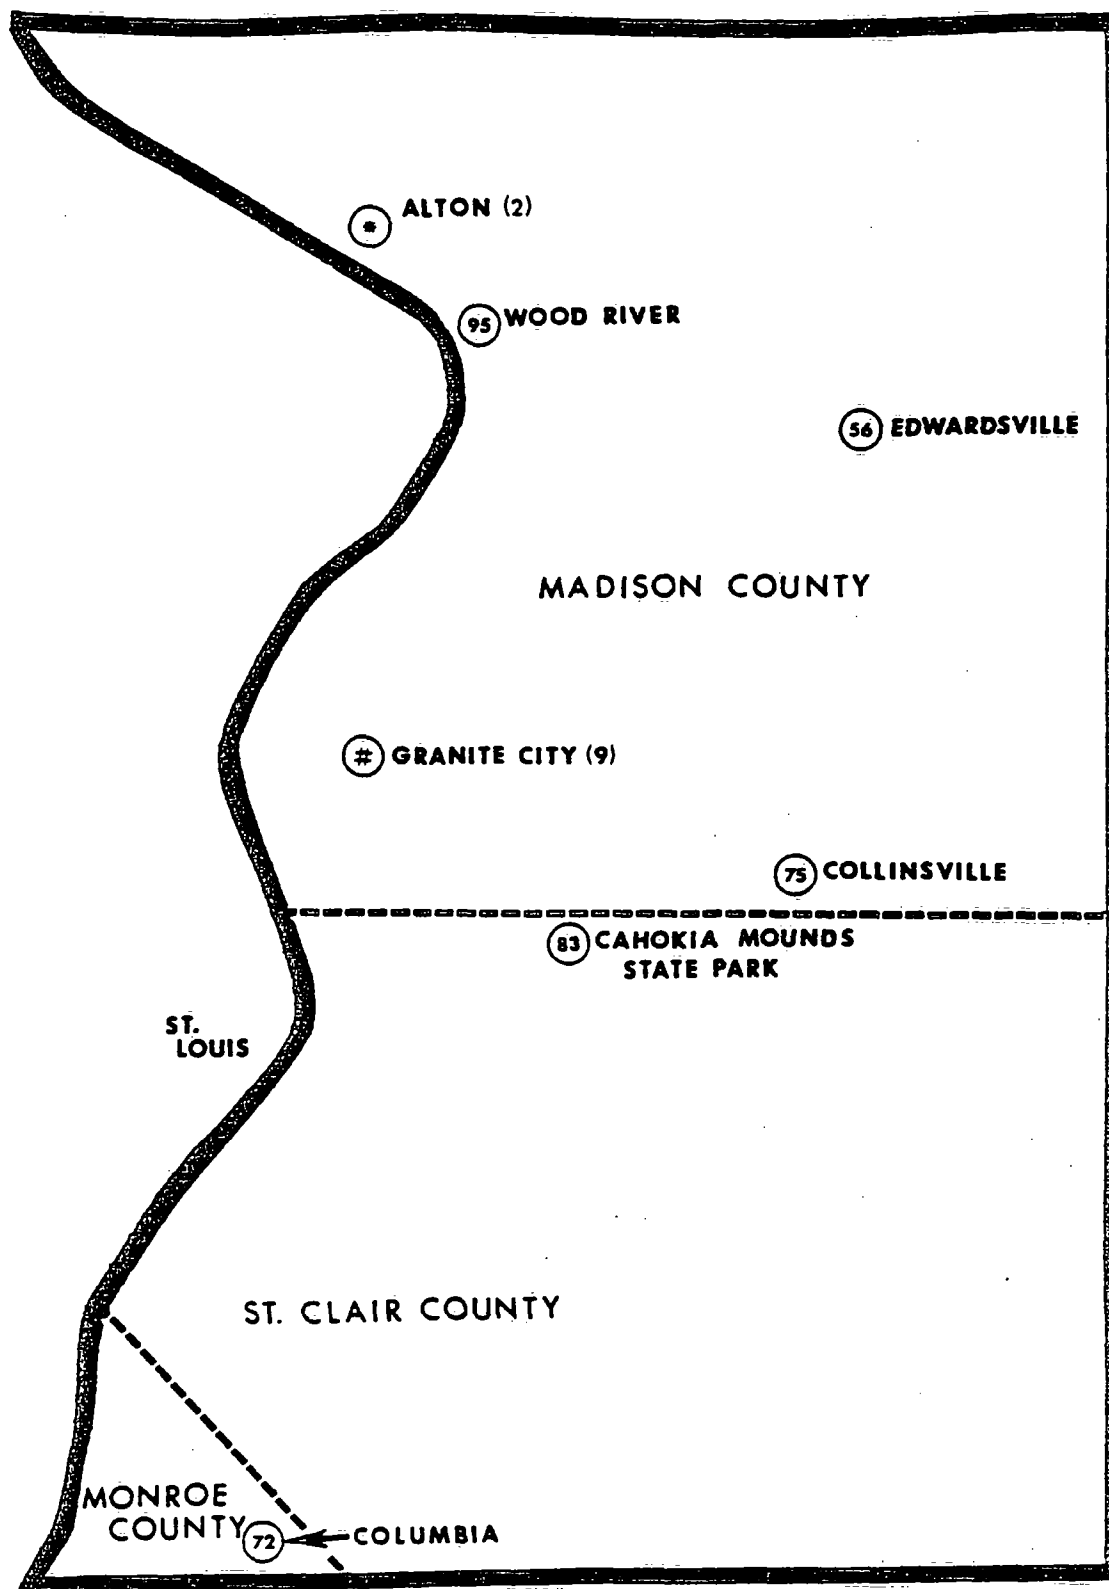 ALTON (2)
*
95 WOOD RIVER
56 EDWARDSVILLE
MADISON COUNTY
# GRANITE CITY (9)
75 COLLINSVILLE
83 CAHOKIA MOUNDS
STATE PARK
ST.
LOUIS
ST. CLAIR COUNTY
MONROE
COUNTY
72 COLUMBIA